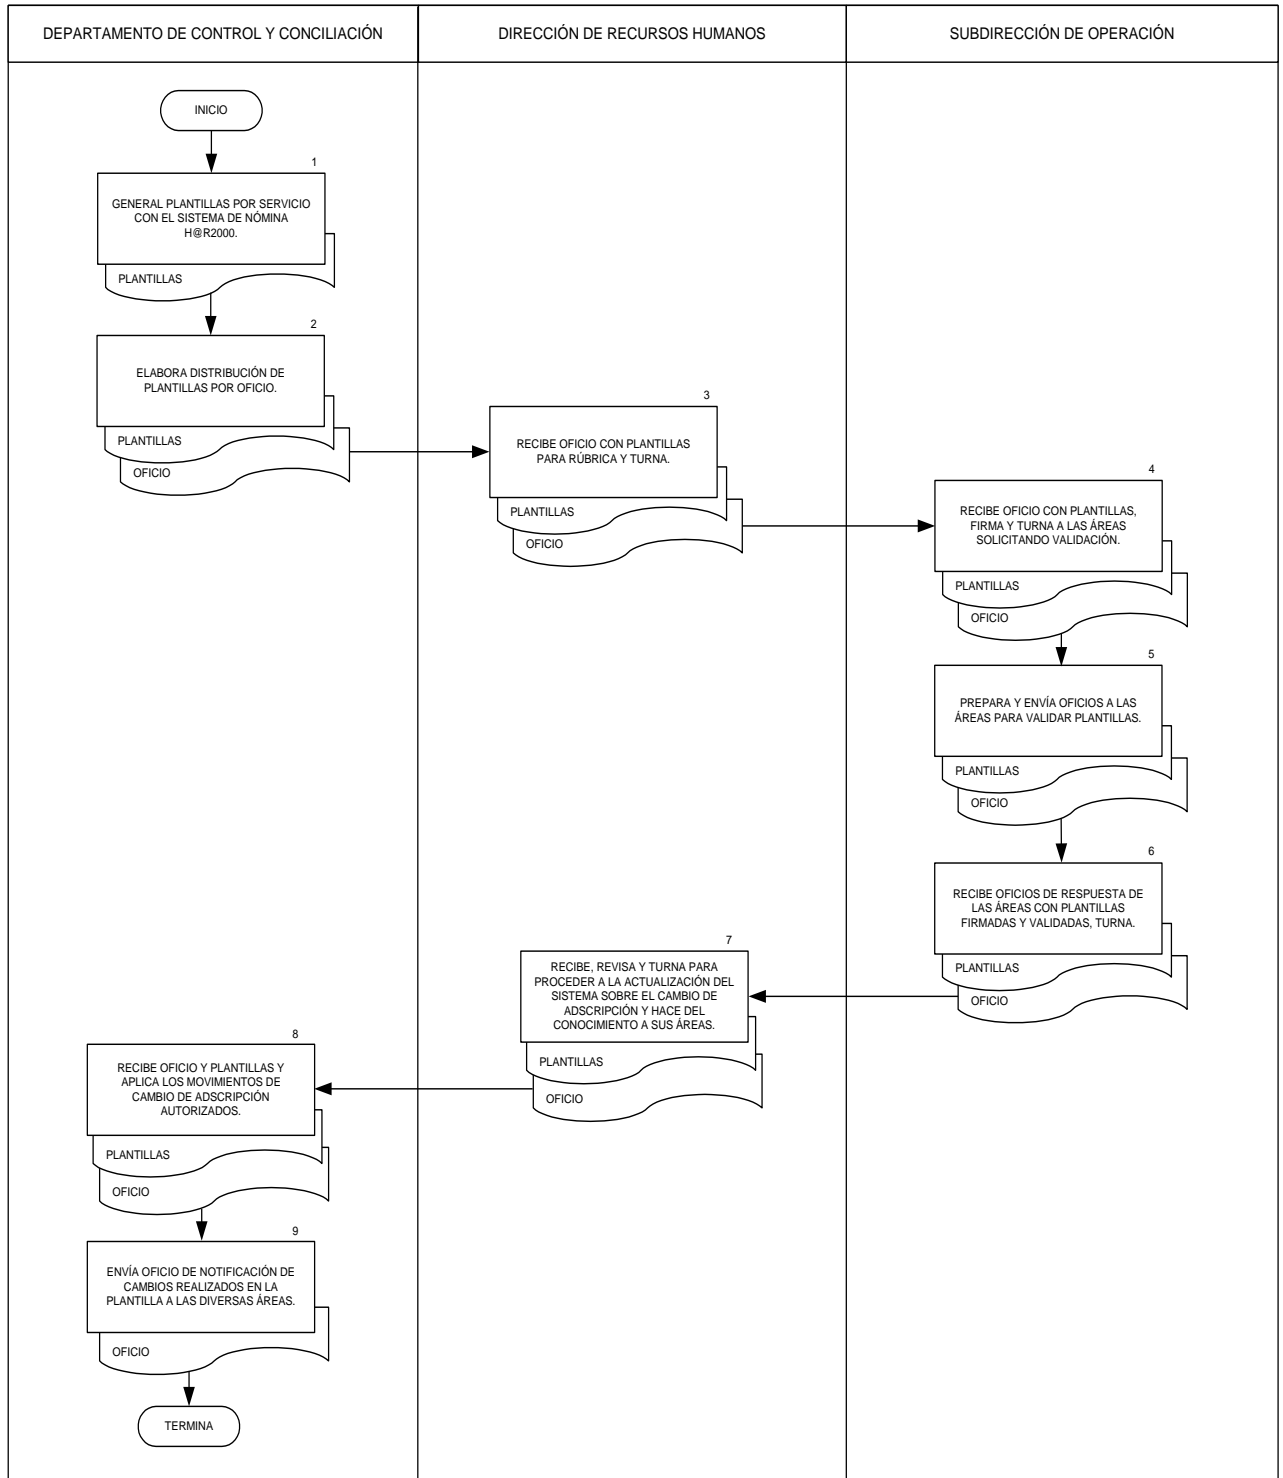 DEPARTAMENTO DE CONTROL Y CONCILIACIÓN
DIRECCIÓN DE RECURSOS HUMANOS
SUBDIRECCIÓN DE OPERACIÓN
INICIO
1
GENERAL PLANTILLAS POR SERVICIO
CON EL SISTEMA DE NÓMINA
H@R2000.
PLANTILLAS
2
ELABORA DISTRIBUCIÓN DE
PLANTILLAS POR OFICIO.
PLANTILLAS
OFICIO
3
RECIBE OFICIO CON PLANTILLAS
PARA RÚBRICA Y TURNA.
PLANTILLAS
OFICIO
4
RECIBE OFICIO CON PLANTILLAS,
FIRMA Y TURNA A LAS ÁREAS
SOLICITANDO VALIDACIÓN.
PLANTILLAS
OFICIO
5
PREPARA Y ENVÍA OFICIOS A LAS
ÁREAS PARA VALIDAR PLANTILLAS.
PLANTILLAS
OFICIO
6
RECIBE OFICIOS DE RESPUESTA DE
LAS ÁREAS CON PLANTILLAS
FIRMADAS Y VALIDADAS, TURNA.
PLANTILLAS
OFICIO
7
RECIBE, REVISA Y TURNA PARA
PROCEDER A LA ACTUALIZACIÓN DEL
SISTEMA SOBRE EL CAMBIO DE
ADSCRIPCIÓN Y HACE DEL
CONOCIMIENTO A SUS ÁREAS.
PLANTILLAS
OFICIO
8
RECIBE OFICIO Y PLANTILLAS Y
APLICA LOS MOVIMIENTOS DE
CAMBIO DE ADSCRIPCIÓN
AUTORIZADOS.
PLANTILLAS
OFICIO
9
ENVÍA OFICIO DE NOTIFICACIÓN DE
CAMBIOS REALIZADOS EN LA
PLANTILLA A LAS DIVERSAS ÁREAS.
OFICIO
TERMINA